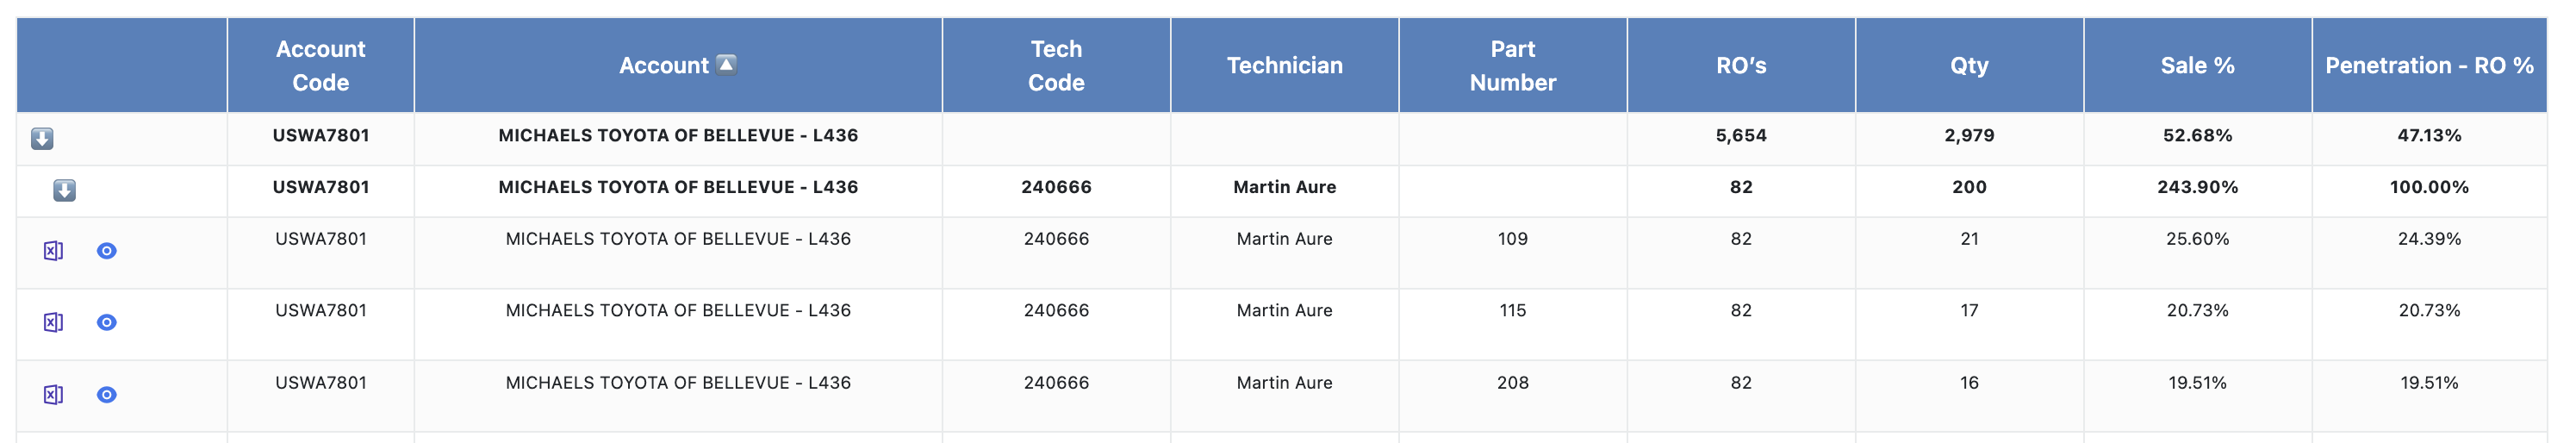 Account Code Account Tech Code Technician Part Number RO’s Qty Sale % Penetration - RO %
USWA7801 MICHAELS TOYOTA OF BELLEVUE - L436 5,654 2,979 52.68% 47.13%
USWA7801 MICHAELS TOYOTA OF BELLEVUE - L436 240666 Martin Aure 82 200 243.90% 100.00%
USWA7801 MICHAELS TOYOTA OF BELLEVUE - L436 240666 Martin Aure 109 82 21 25.60% 24.39%
USWA7801 MICHAELS TOYOTA OF BELLEVUE - L436 240666 Martin Aure 115 82 17 20.73% 20.73%
USWA7801 MICHAELS TOYOTA OF BELLEVUE - L436 240666 Martin Aure 208 82 16 19.51% 19.51%